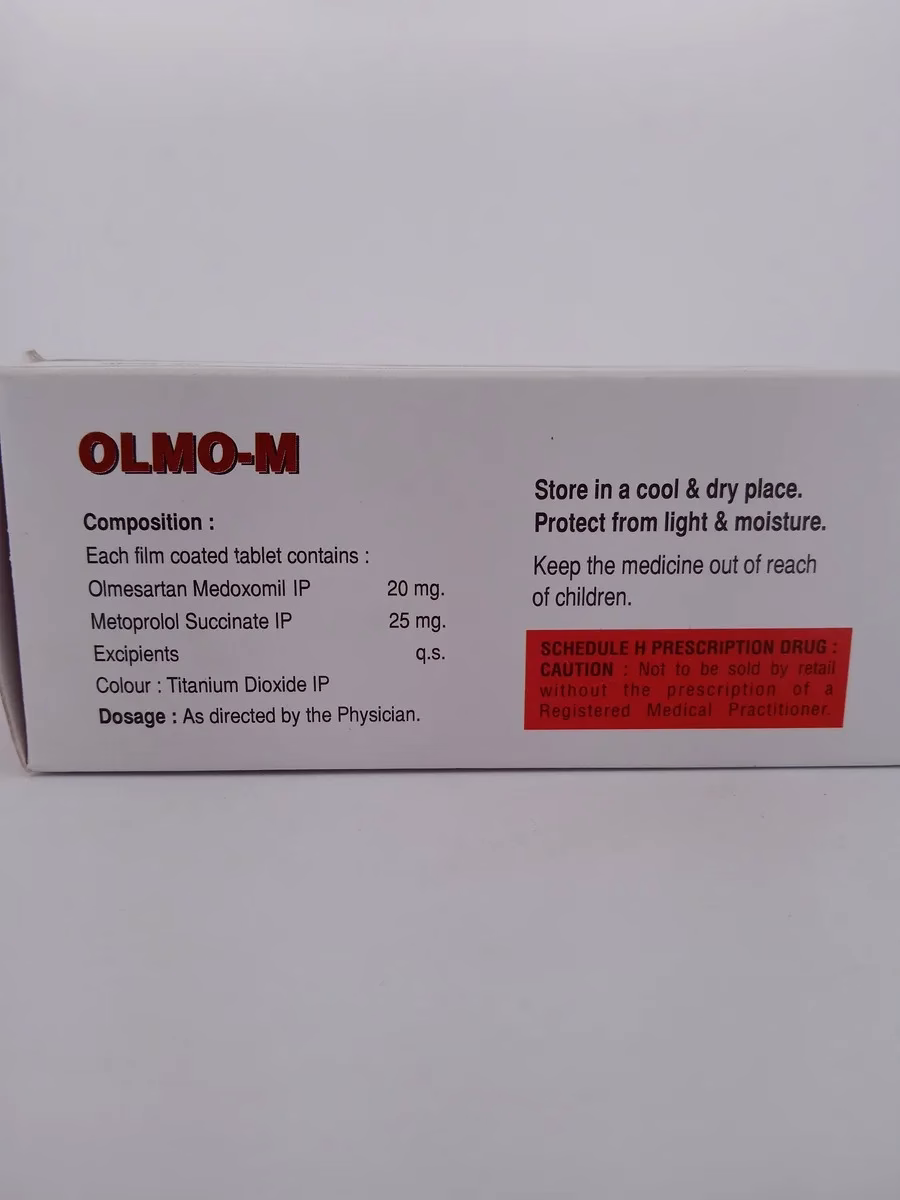 OLMO-M
Composition :
Each film coated tablet contains :
Olmesartan Medoxomil IP 20 mg.
Metoprolol Succinate IP 25 mg.
Excipients q.s.
Colour : Titanium Dioxide IP
Dosage : As directed by the Physician.
Store in a cool & dry place.
Protect from light & moisture.
Keep the medicine out of reach
of children.
SCHEDULE H PRESCRIPTION DRUG :
CAUTION : Not to be sold by retail
without the prescription of a
Registered Medical Practitioner.